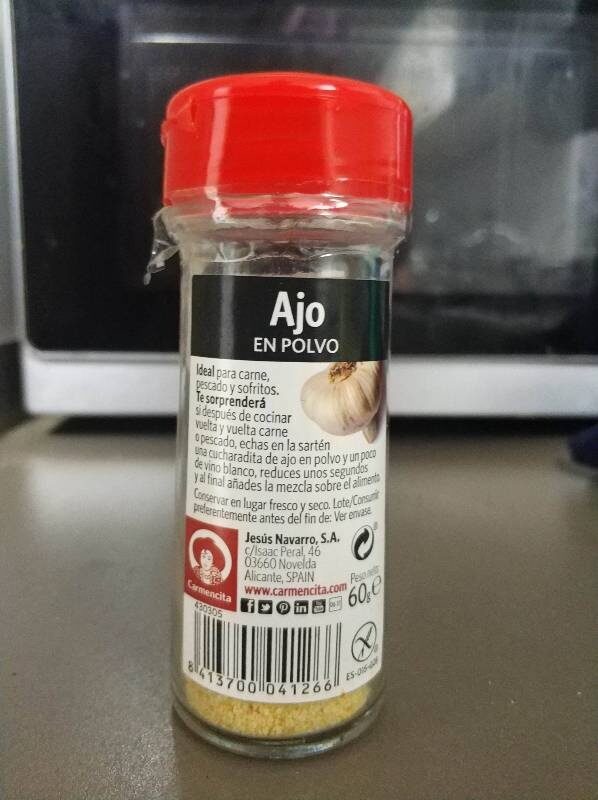 Ajo
EN POLVO
Ideal para carne,
pescado y sofritos.
Te sorprenderá
si después de cocinar
vuelta y vuelta carne
o pescado, echas en la sartén
una cucharadita de ajo en polvo y un poco
de vino blanco, reduces unos segundos
y al final añades la mezcla sobre el alimento.
Conservar en lugar fresco y seco. Lote/Consumir
preferentemente antes del fin de: Ver envase.
Jesús Navarro, S.A.
c/Isaac Peral, 46
03660 Novelda
Alicante, SPAIN
www.carmencita.com
Carmencita
Peso neto:
60g e
430305
8 413700 041266